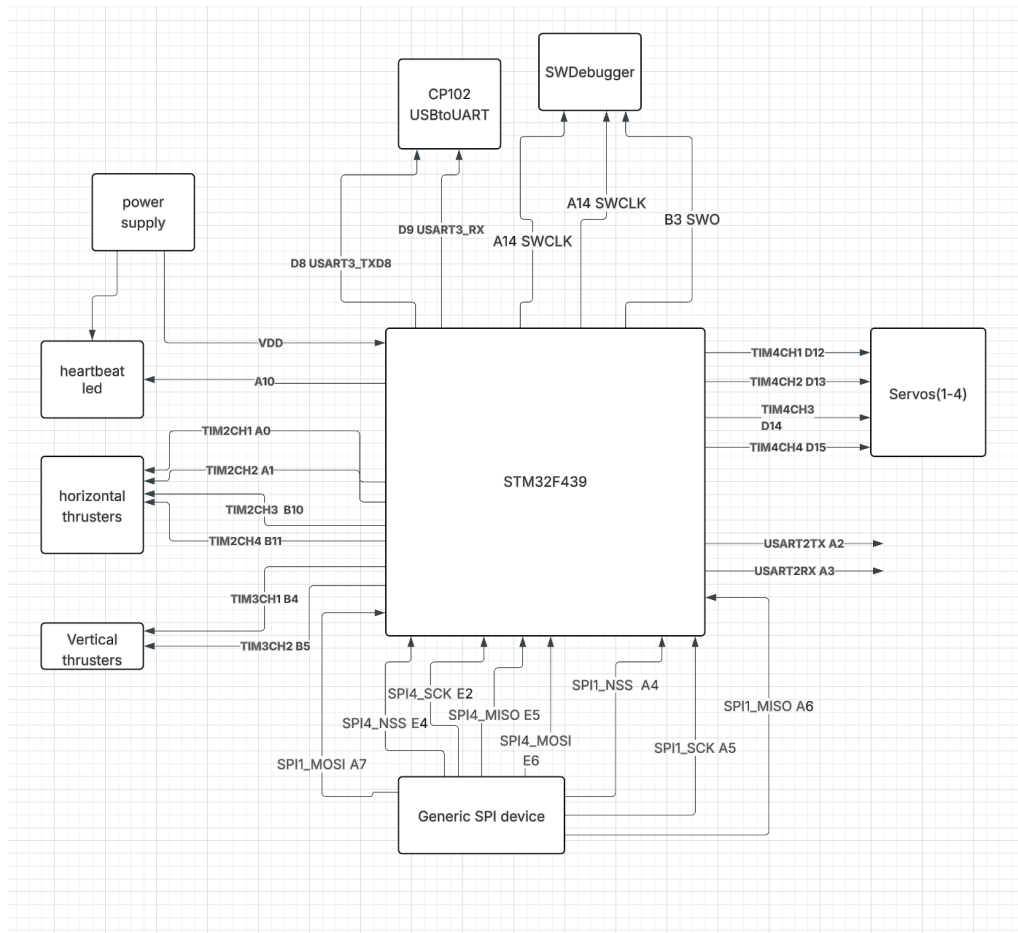 SWDebugger
CP102
USBtoUART
power
supply
A14 SWCLK
B3 SWO
D9 USART3_RX
A14 SWCLK
D8 USART3_TXD8
VDD
heartbeat
led
A10
TIM4CH1 D12
TIM4CH2 D13
TIM4CH3
D14
TIM4CH4 D15
Servos(1-4)
TIM2CH1 A0
TIM2CH2 A1
TIM2CH3 B10
TIM2CH4 B11
horizontal
thrusters
STM32F439
USART2TX A2
USART2RX A3
TIM3CH1 B4
TIM3CH2 B5
Vertical
thrusters
SPI4_SCK E2
SPI4_NSS E4
SPI4_MISO E5
SPI4_MOSI
E6
SPI1_NSS A4
SPI1_MISO A6
SPI1_SCK A5
SPI1_MOSI A7
Generic SPI device